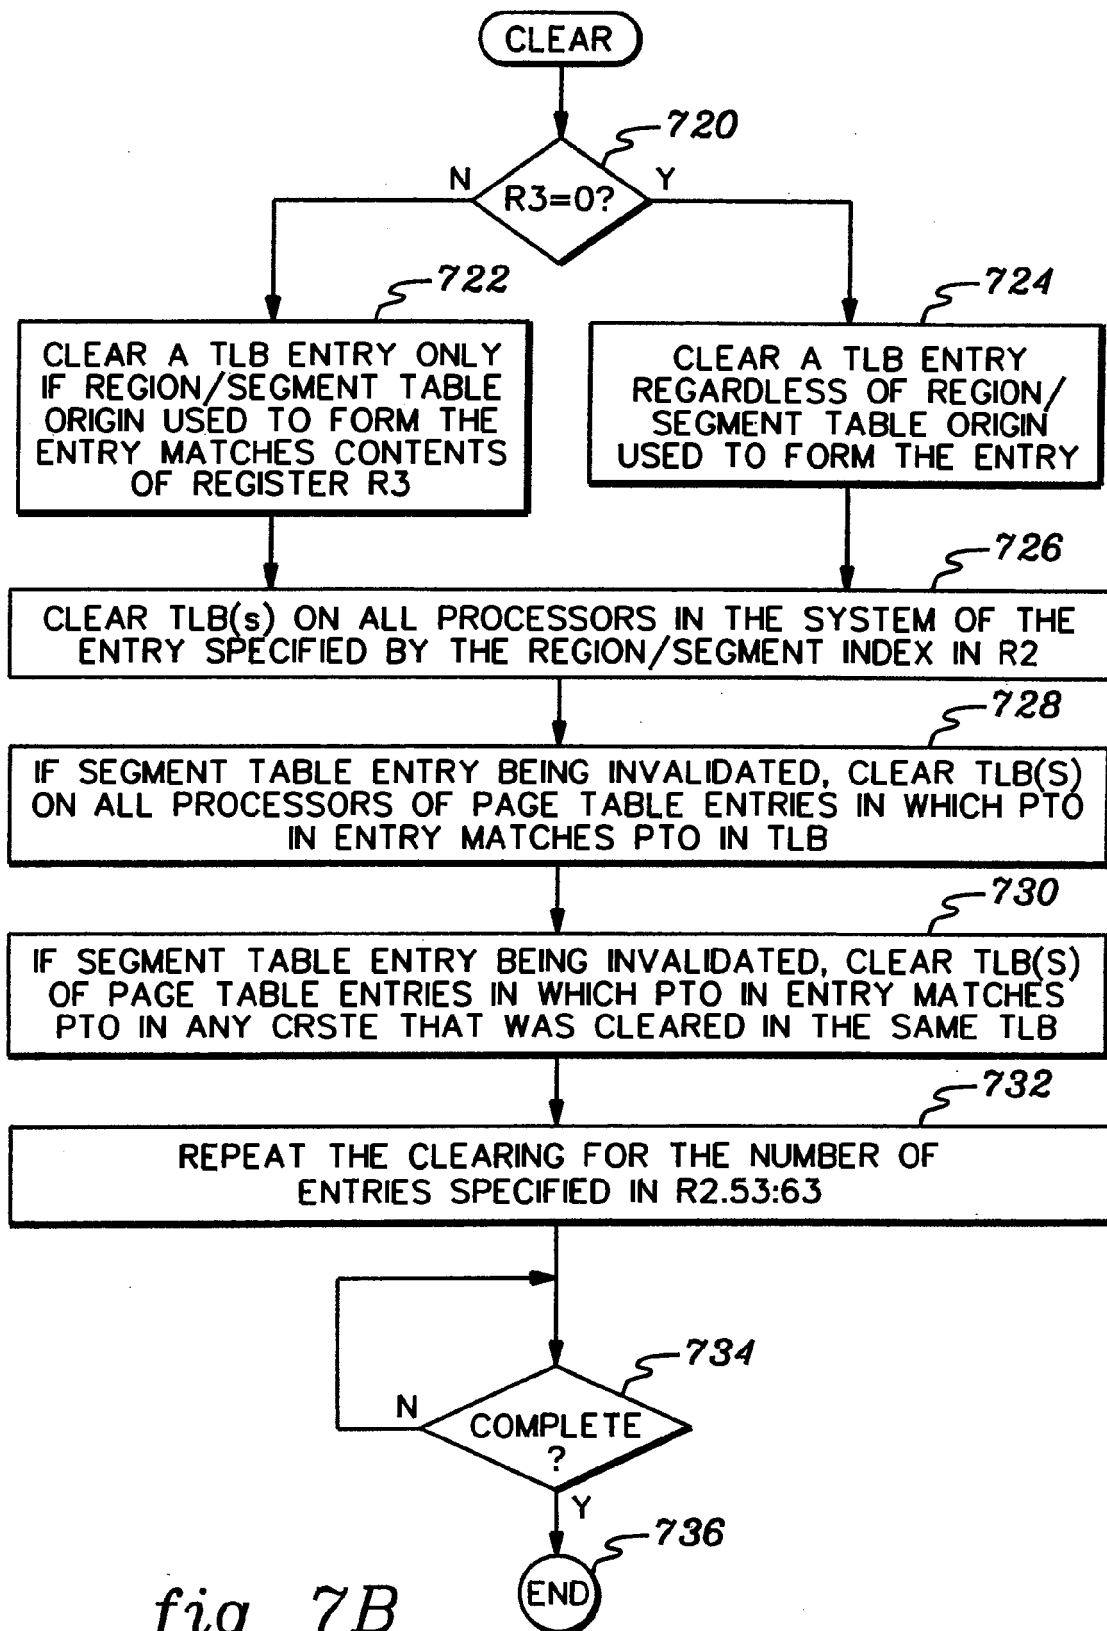 CLEAR
720
N
R3=0?
Y
722
724
CLEAR A TLB ENTRY ONLY
IF REGION/SEGMENT TABLE
ORIGIN USED TO FORM THE
ENTRY MATCHES CONTENTS
OF REGISTER R3
CLEAR A TLB ENTRY
REGARDLESS OF REGION/
SEGMENT TABLE ORIGIN
USED TO FORM THE ENTRY
726
CLEAR TLB(s) ON ALL PROCESSORS IN THE SYSTEM OF THE
ENTRY SPECIFIED BY THE REGION/SEGMENT INDEX IN R2
728
IF SEGMENT TABLE ENTRY BEING INVALIDATED, CLEAR TLB(S)
ON ALL PROCESSORS OF PAGE TABLE ENTRIES IN WHICH PTO
IN ENTRY MATCHES PTO IN TLB
730
IF SEGMENT TABLE ENTRY BEING INVALIDATED, CLEAR TLB(S)
OF PAGE TABLE ENTRIES IN WHICH PTO IN ENTRY MATCHES
PTO IN ANY CRSTE THAT WAS CLEARED IN THE SAME TLB
732
REPEAT THE CLEARING FOR THE NUMBER OF
ENTRIES SPECIFIED IN R2.53:63
734
N
COMPLETE
?
Y
736
END
fig 7B